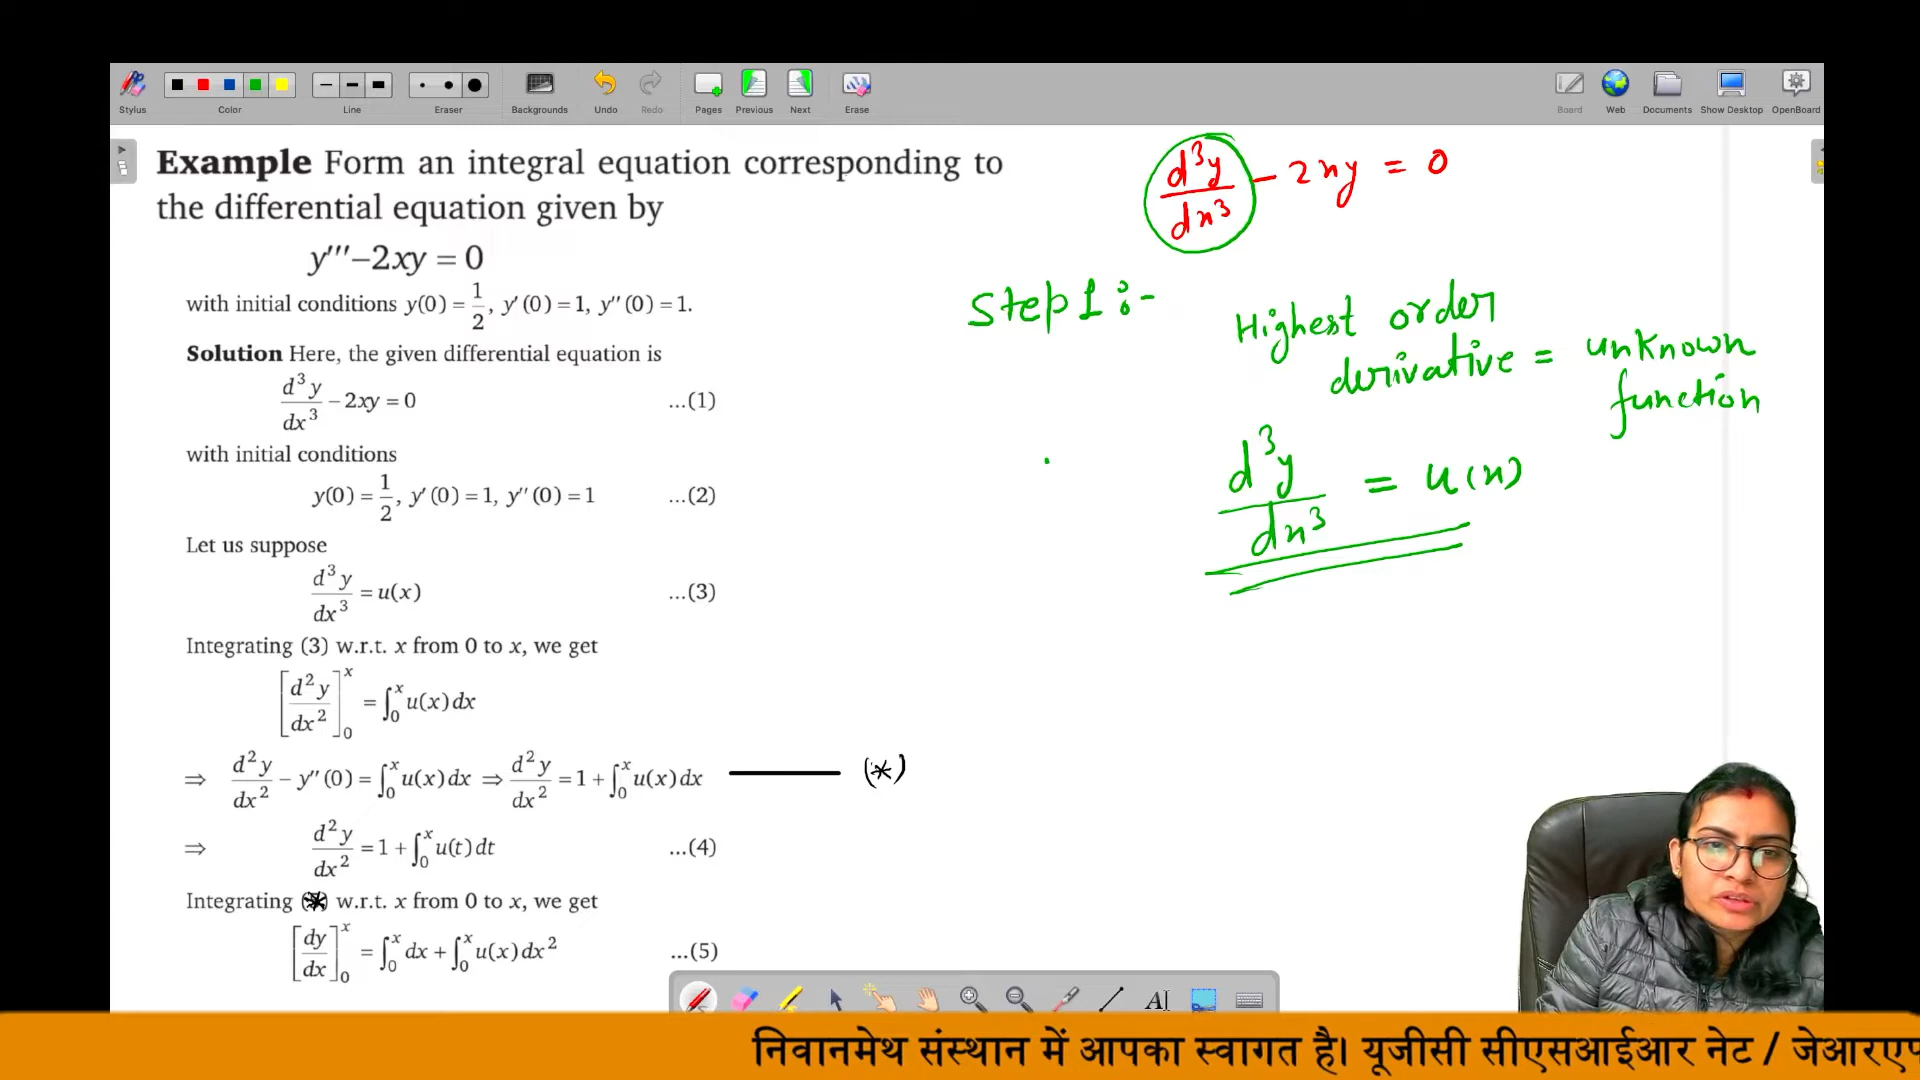 Stylus
Color
Line
Eraser
Backgrounds
Undo
Redo
Pages
Previous
Next
Erase
Board
Web
Documents
Show Desktop
OpenBoard
Example Form an integral equation corresponding to
the differential equation given by
y′′′−2xy = 0
with initial conditions y(0) = 1/2, y′(0) = 1, y′′(0) = 1.
Solution Here, the given differential equation is
d³y/dx³ − 2xy = 0 ...(1)
with initial conditions
y(0) = 1/2, y′(0) = 1, y′′(0) = 1 ...(2)
Let us suppose
d³y/dx³ = u(x) ...(3)
Integrating (3) w.r.t. x from 0 to x, we get
[d²y/dx²]₀ˣ = ∫₀ˣ u(x) dx
⇒ d²y/dx² − y′′(0) = ∫₀ˣ u(x) dx ⇒ d²y/dx² = 1 + ∫₀ˣ u(x) dx (*)
⇒ d²y/dx² = 1 + ∫₀ˣ u(t) dt ...(4)
Integrating (*) w.r.t. x from 0 to x, we get
[dy/dx]₀ˣ = ∫₀ˣ dx + ∫₀ˣ u(x) dx² ...(5)
d³y/dx³ − 2xy = 0
Step 1 :-
Highest order
derivative = unknown
function
d³y/dx³ = u(x)
निवानमेथ संस्थान में आपका स्वागत है। यूजीसी सीएसआईआर नेट / जेआरएफ